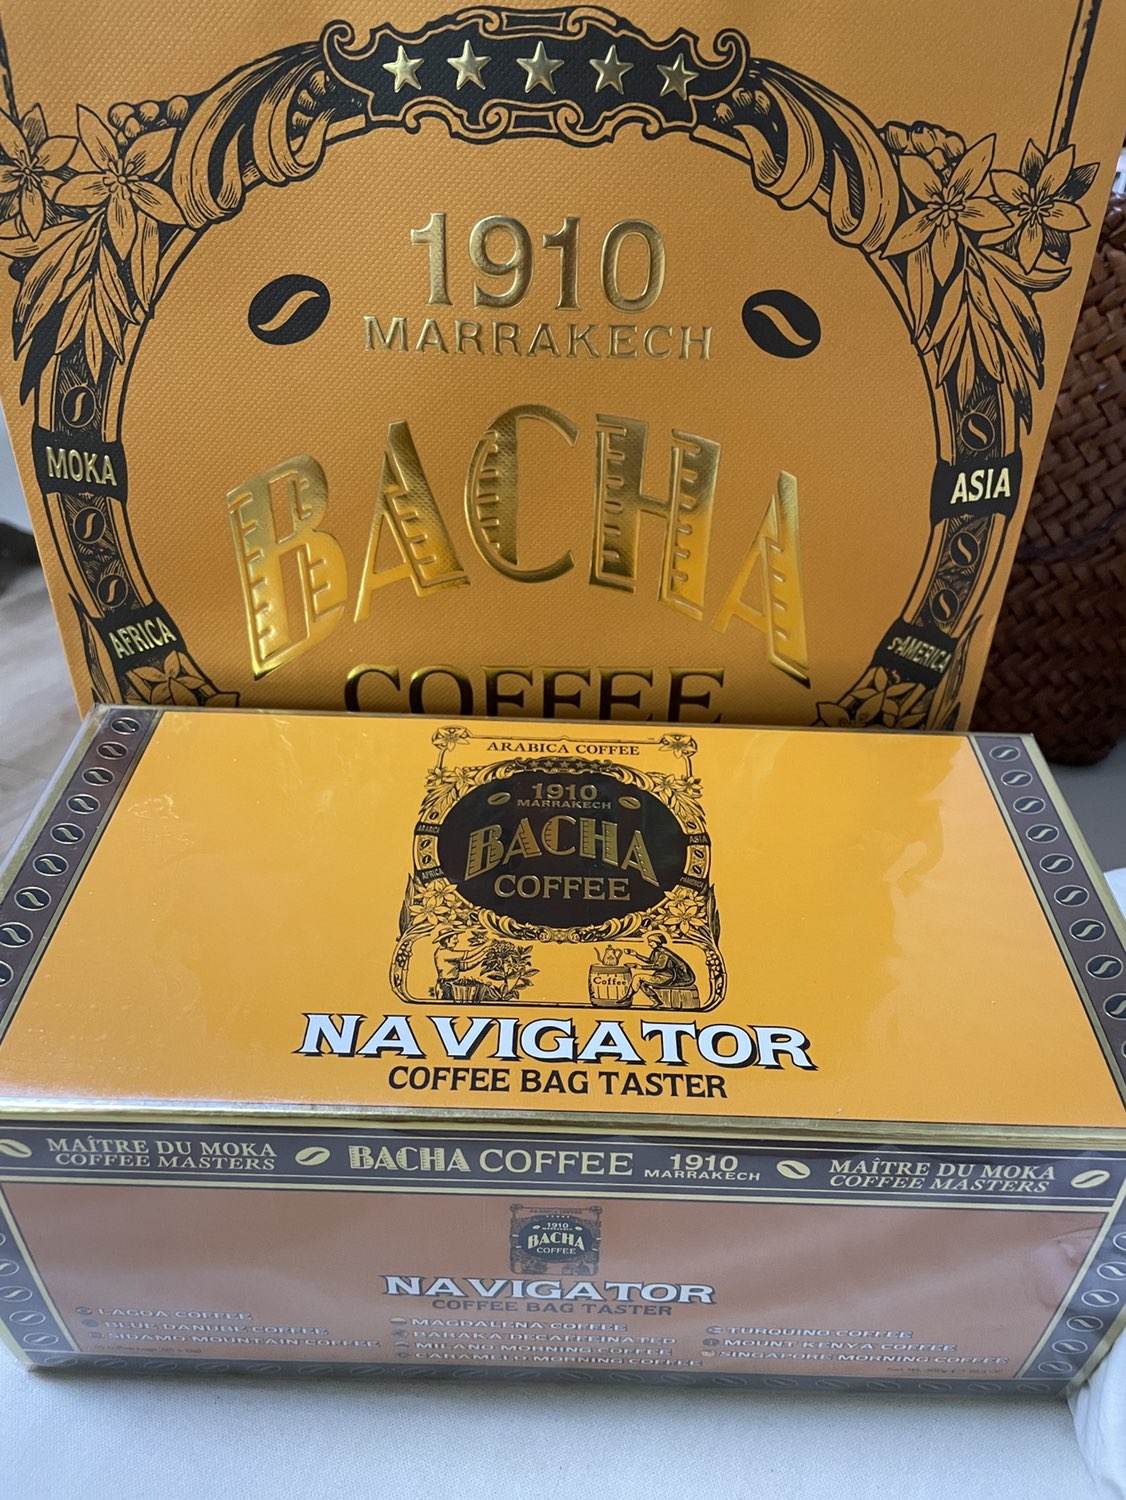 1910
MARRAKECH
BACHA
COFFEE
MOKA
ASIA
AFRICA
S.AMERICA
ARABICA COFFEE
1910
MARRAKECH
BACHA
COFFEE
ARABICA
ASIA
AFRICA
Coffee
NAVIGATOR
COFFEE BAG TASTER
MAÎTRE DU MOKA
COFFEE MASTERS
BACHA COFFEE 1910
MARRAKECH
MAÎTRE DU MOKA
COFFEE MASTERS
1910
BACHA
COFFEE
NAVIGATOR
COFFEE BAG TASTER
LAGOA COFFEE
BLUE DANUBE COFFEE
SIDAMO MOUNTAIN COFFEE
MAGDALENA COFFEE
BARAKA DECAFFEINATED
MILANO MORNING COFFEE
CARAMELO MORNING COFFEE
TURQUINO COFFEE
MOUNT KENYA COFFEE
SINGAPORE MORNING COFFEE